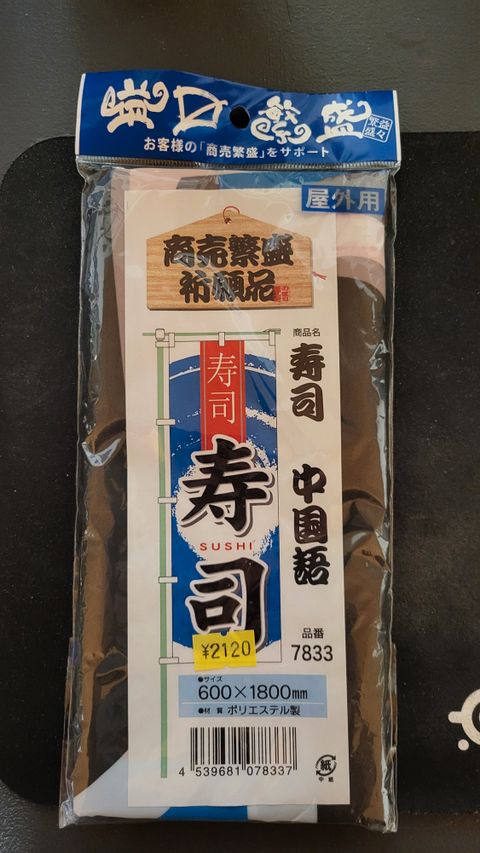 繁盛
益々
繁盛
お客様の「商売繁盛」をサポート
屋外用
商売繁盛
祈願品
商品名
寿司
中国語
寿司
寿
SUSHI
司
¥2120
品番
7833
●サイズ
600×1800mm
●材質 ポリエステル製
4 539681 078337
紙
中紙